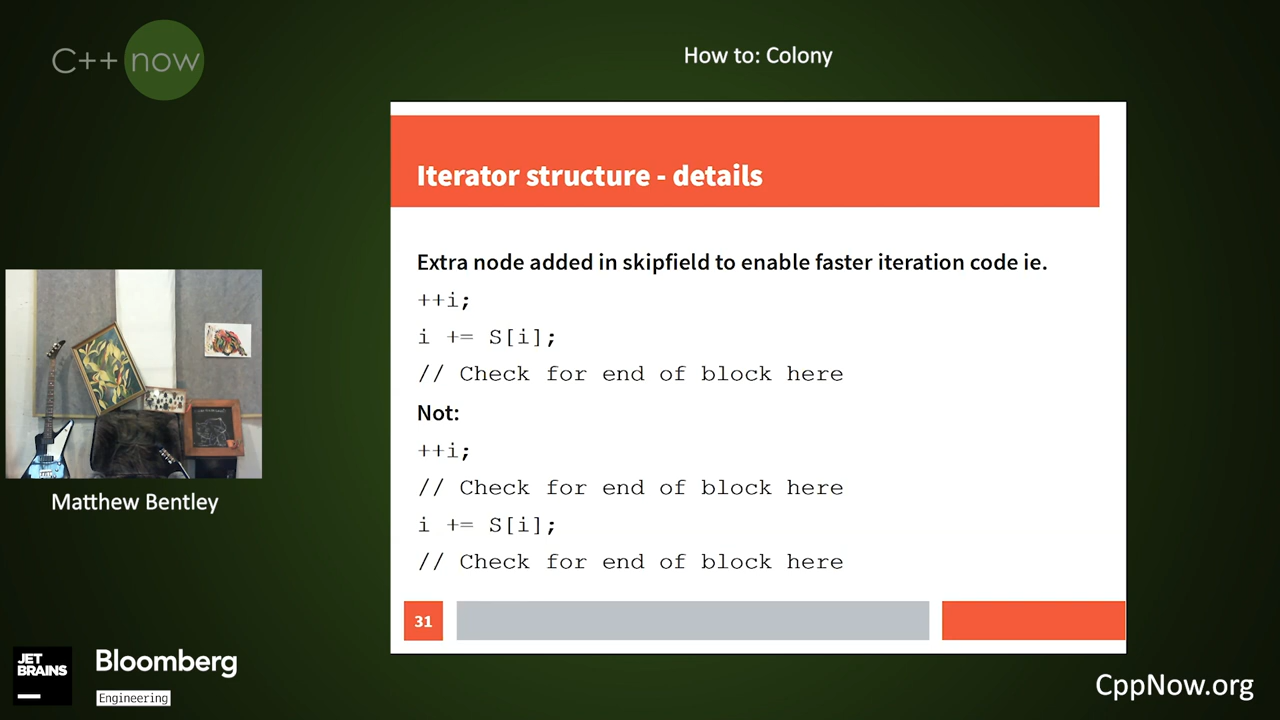 C++ now
How to: Colony
Iterator structure - details
Extra node added in skipfield to enable faster iteration code ie.
++i;
i += S[i];
// Check for end of block here
Not:
++i;
// Check for end of block here
i += S[i];
// Check for end of block here
31
Matthew Bentley
JET
BRAINS
Bloomberg
Engineering
CppNow.org